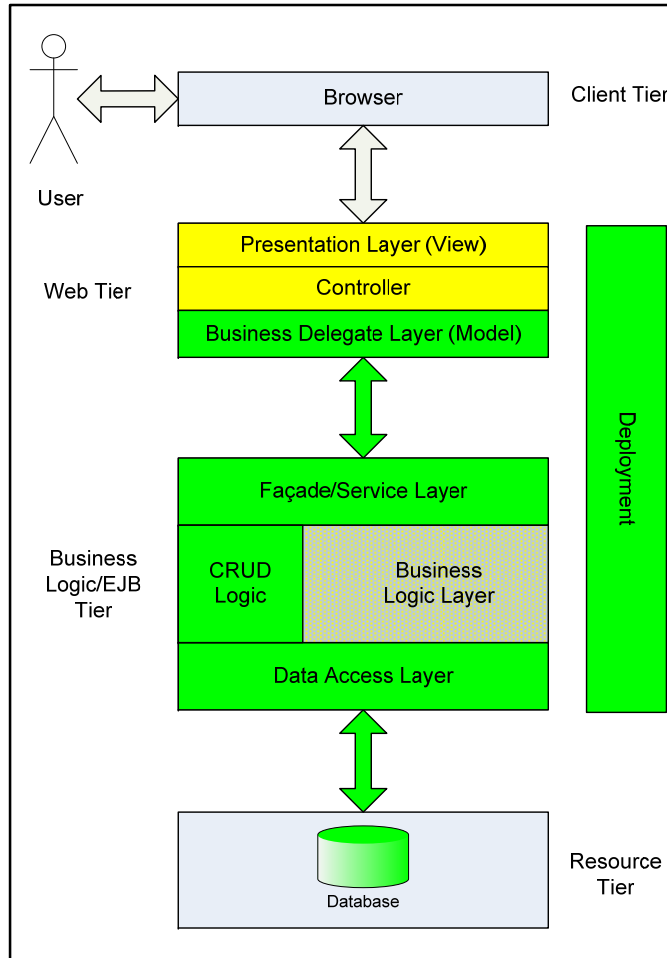 Browser
Client Tier
User
Presentation Layer (View)
Web Tier
Controller
Business Delegate Layer (Model)
Deployment
Façade/Service Layer
Business
Logic/EJB
Tier
CRUD
Logic
Business
Logic Layer
Data Access Layer
Database
Resource
Tier